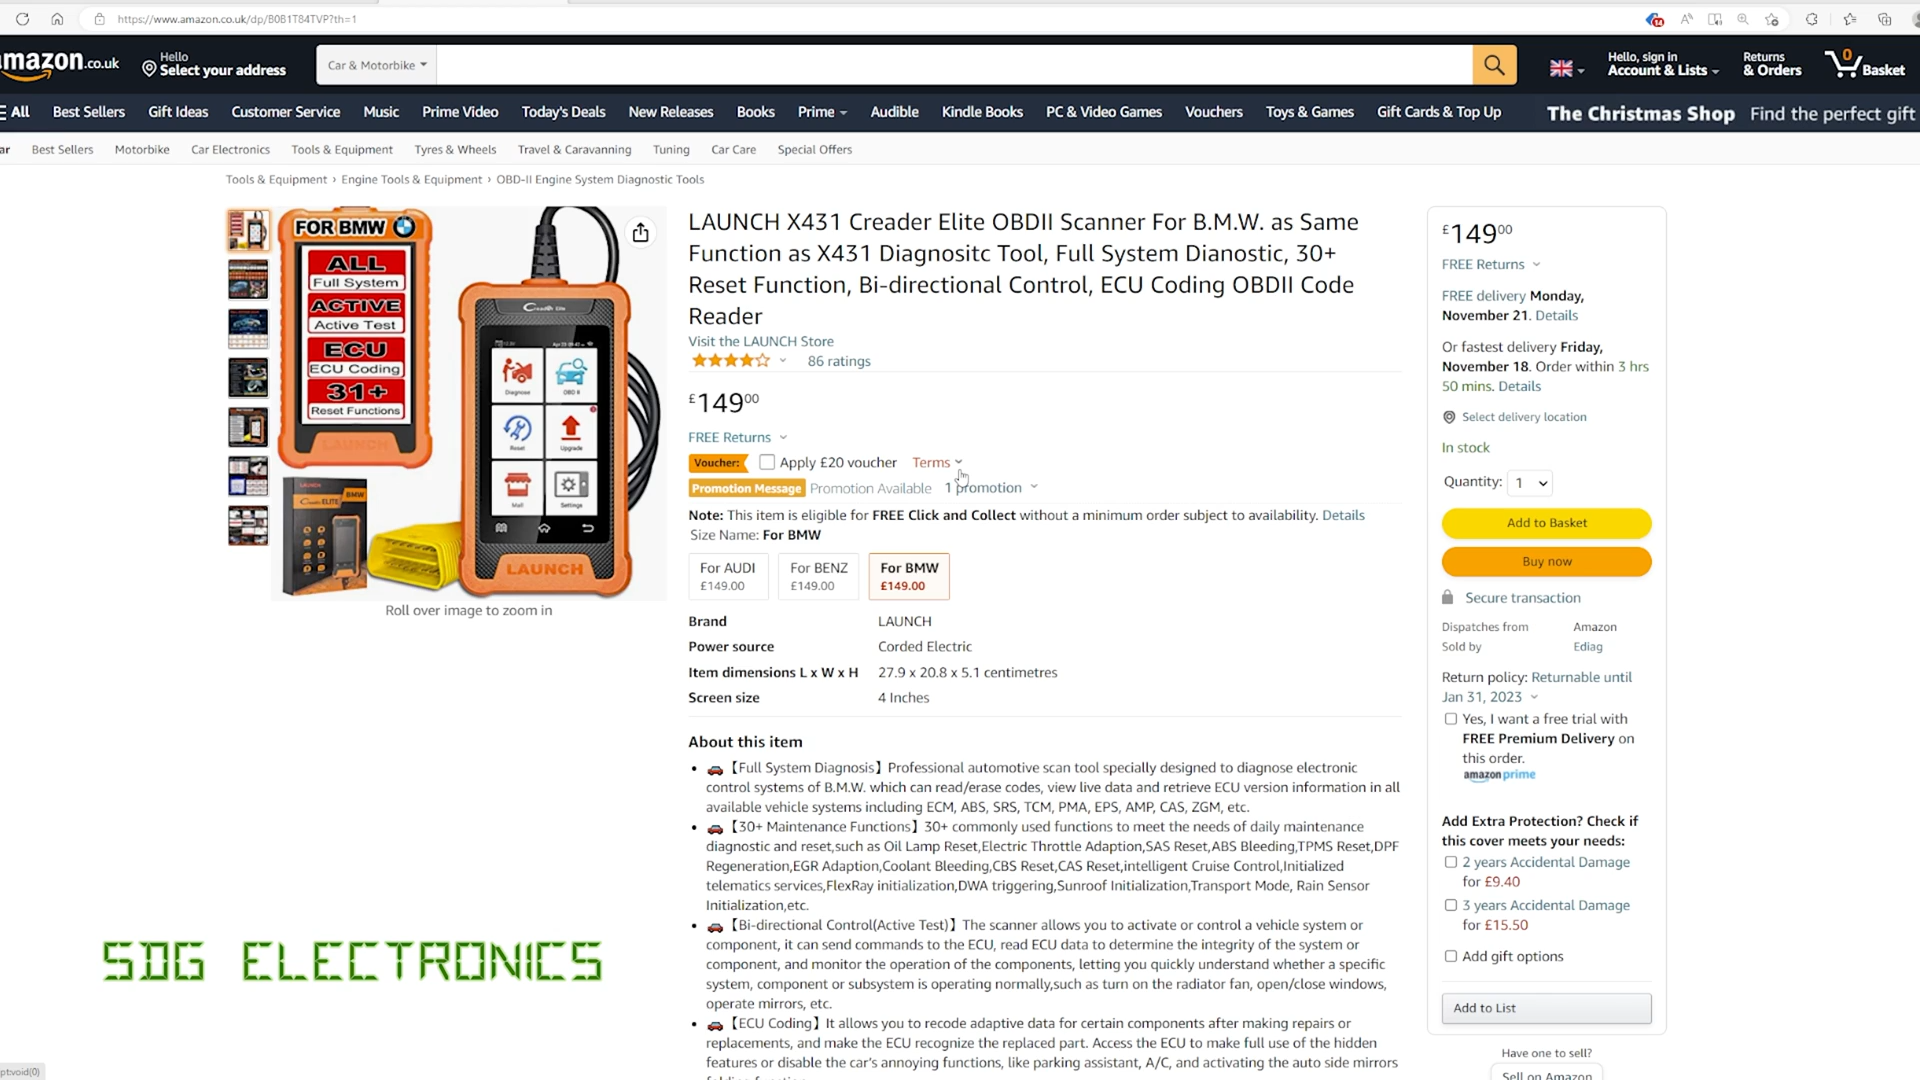 https://www.amazon.co.uk/dp/B0B1T84TVP?th=1
14
amazon.co.uk
Hello
Select your address
Car & Motorbike
Hello, sign in
Account & Lists
Returns
& Orders
0
Basket
All
Best Sellers
Gift Ideas
Customer Service
Music
Prime Video
Today's Deals
New Releases
Books
Prime
Audible
Kindle Books
PC & Video Games
Vouchers
Toys & Games
Gift Cards & Top Up
The Christmas Shop Find the perfect gift
ar
Best Sellers
Motorbike
Car Electronics
Tools & Equipment
Tyres & Wheels
Travel & Caravanning
Tuning
Car Care
Special Offers
Tools & Equipment › Engine Tools & Equipment › OBD-II Engine System Diagnostic Tools
FOR BMW
ALL
Full System
ACTIVE
Active Test
ECU
ECU Coding
31+
Reset Functions
LAUNCH
Creader Elite
Diagnose
OBD II
Reset
Upgrade
Mall
Settings
LAUNCH
LAUNCH
Creader ELITE BMW
Roll over image to zoom in
LAUNCH X431 Creader Elite OBDII Scanner For B.M.W. as Same
Function as X431 Diagnositc Tool, Full System Dianostic, 30+
Reset Function, Bi-directional Control, ECU Coding OBDII Code
Reader
Visit the LAUNCH Store
86 ratings
£14900
FREE Returns
Voucher: Apply £20 voucher Terms
Promotion Message Promotion Available 1 promotion
Note: This item is eligible for FREE Click and Collect without a minimum order subject to availability. Details
Size Name: For BMW
For AUDI
£149.00
For BENZ
£149.00
For BMW
£149.00
Brand LAUNCH
Power source Corded Electric
Item dimensions L x W x H 27.9 x 20.8 x 5.1 centimetres
Screen size 4 Inches
About this item
• 🚗【Full System Diagnosis】Professional automotive scan tool specially designed to diagnose electronic
control systems of B.M.W. which can read/erase codes, view live data and retrieve ECU version information in all
available vehicle systems including ECM, ABS, SRS, TCM, PMA, EPS, AMP, CAS, ZGM, etc.
• 🚗【30+ Maintenance Functions】30+ commonly used functions to meet the needs of daily maintenance
diagnostic and reset,such as Oil Lamp Reset,Electric Throttle Adaption,SAS Reset,ABS Bleeding,TPMS Reset,DPF
Regeneration,EGR Adaption,Coolant Bleeding,CBS Reset,CAS Reset,intelligent Cruise Control,Initialized
telematics services,FlexRay initialization,DWA triggering,Sunroof Initialization,Transport Mode, Rain Sensor
Initialization,etc.
• 🚗【Bi-directional Control(Active Test)】The scanner allows you to activate or control a vehicle system or
component, it can send commands to the ECU, read ECU data to determine the integrity of the system or
component, and monitor the operation of the components, letting you quickly understand whether a specific
system, component or subsystem is operating normally,such as turn on the radiator fan, open/close windows,
operate mirrors, etc.
• 🚗【ECU Coding】It allows you to recode adaptive data for certain components after making repairs or
replacements, and make the ECU recognize the replaced part. Access the ECU to make full use of the hidden
features or disable the car's annoying functions, like parking assistant, A/C, and activating the auto side mirrors
£14900
FREE Returns
FREE delivery Monday,
November 21. Details
Or fastest delivery Friday,
November 18. Order within 3 hrs
50 mins. Details
Select delivery location
In stock
Quantity: 1
Add to Basket
Buy now
Secure transaction
Dispatches from Amazon
Sold by Ediag
Return policy: Returnable until
Jan 31, 2023
Yes, I want a free trial with
FREE Premium Delivery on
this order.
amazon prime
Add Extra Protection? Check if
this cover meets your needs:
2 years Accidental Damage
for £9.40
3 years Accidental Damage
for £15.50
Add gift options
Add to List
Have one to sell?
Sell on Amazon
SDG ELECTRONICS
ptvoid(0)